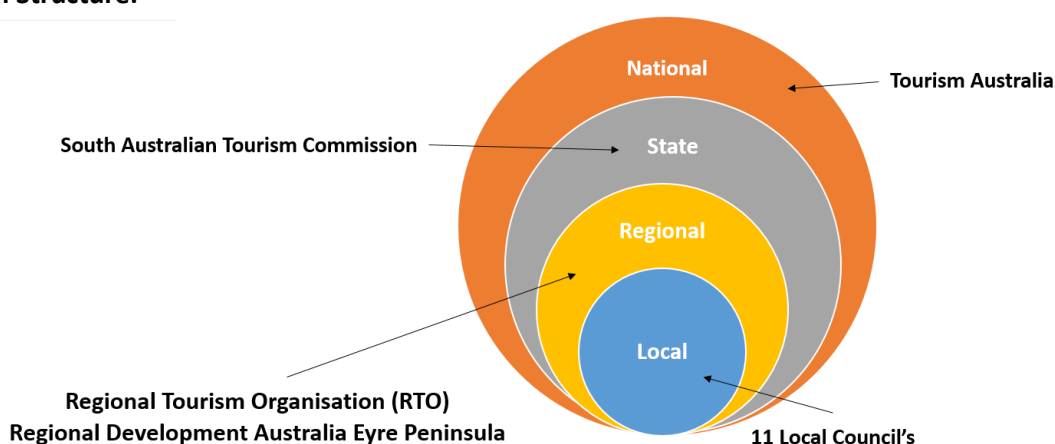 Structure:
National
Tourism Australia
South Australian Tourism Commission
State
Regional
Local
Regional Tourism Organisation (RTO)
Regional Development Australia Eyre Peninsula
11 Local Council’s